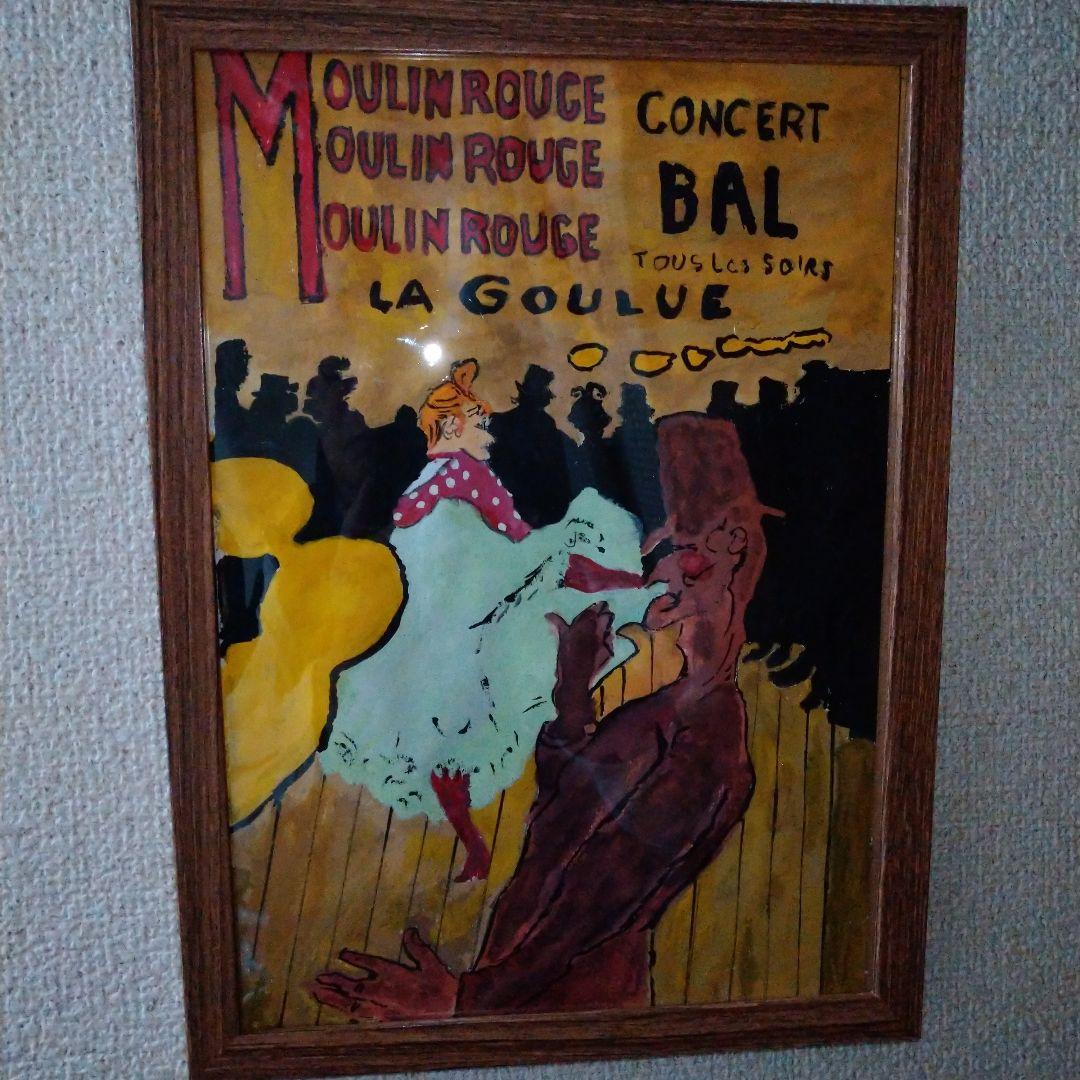 MOULIN ROUGE
MOULIN ROUGE
MOULIN ROUGE
CONCERT
BAL
TOUS LES SOIRS
LA GOULUE